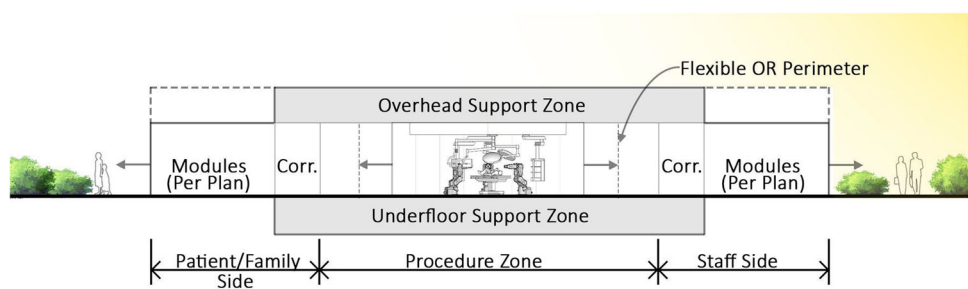 Flexible OR Perimeter
Overhead Support Zone
Modules
(Per Plan)
Corr.
Corr.
Modules
(Per Plan)
Underfloor Support Zone
Patient/Family
Side
Procedure Zone
Staff Side